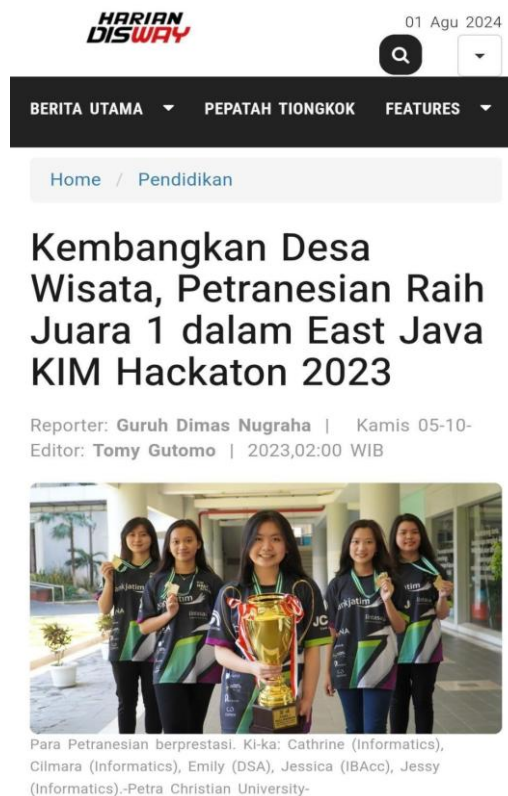 HARIAN
DISWAY
01 Agu 2024
BERITA UTAMA PEPATAH TIONGKOK FEATURES
Home / Pendidikan
Kembangkan Desa
Wisata, Petranesian Raih
Juara 1 dalam East Java
KIM Hackaton 2023
Reporter: Guruh Dimas Nugraha | Kamis 05-10-
Editor: Tomy Gutomo | 2023,02:00 WIB
Para Petranesian berprestasi. Ki-ka: Cathrine (Informatics),
Cilmara (Informatics), Emily (DSA), Jessica (IBAcc), Jessy
(Informatics).-Petra Christian University-